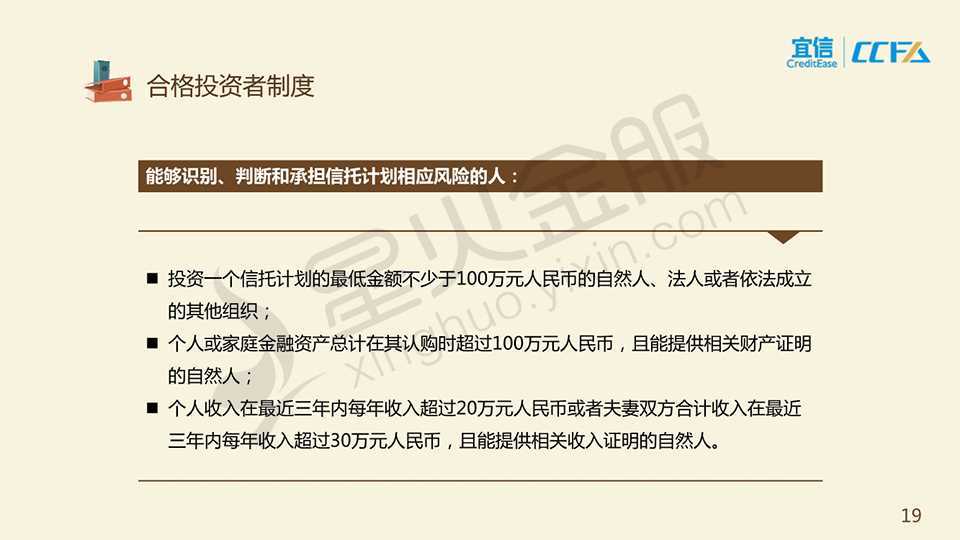 宜信
CreditEase
CCFA
合格投资者制度
能够识别、判断和承担信托计划相应风险的人：
■ 投资一个信托计划的最低金额不少于100万元人民币的自然人、法人或者依法成立
的其他组织；
■ 个人或家庭金融资产总计在其认购时超过100万元人民币，且能提供相关财产证明
的自然人；
■ 个人收入在最近三年内每年收入超过20万元人民币或者夫妻双方合计收入在最近
三年内每年收入超过30万元人民币，且能提供相关收入证明的自然人。
星火金服
xinghuo.yixin.com
19